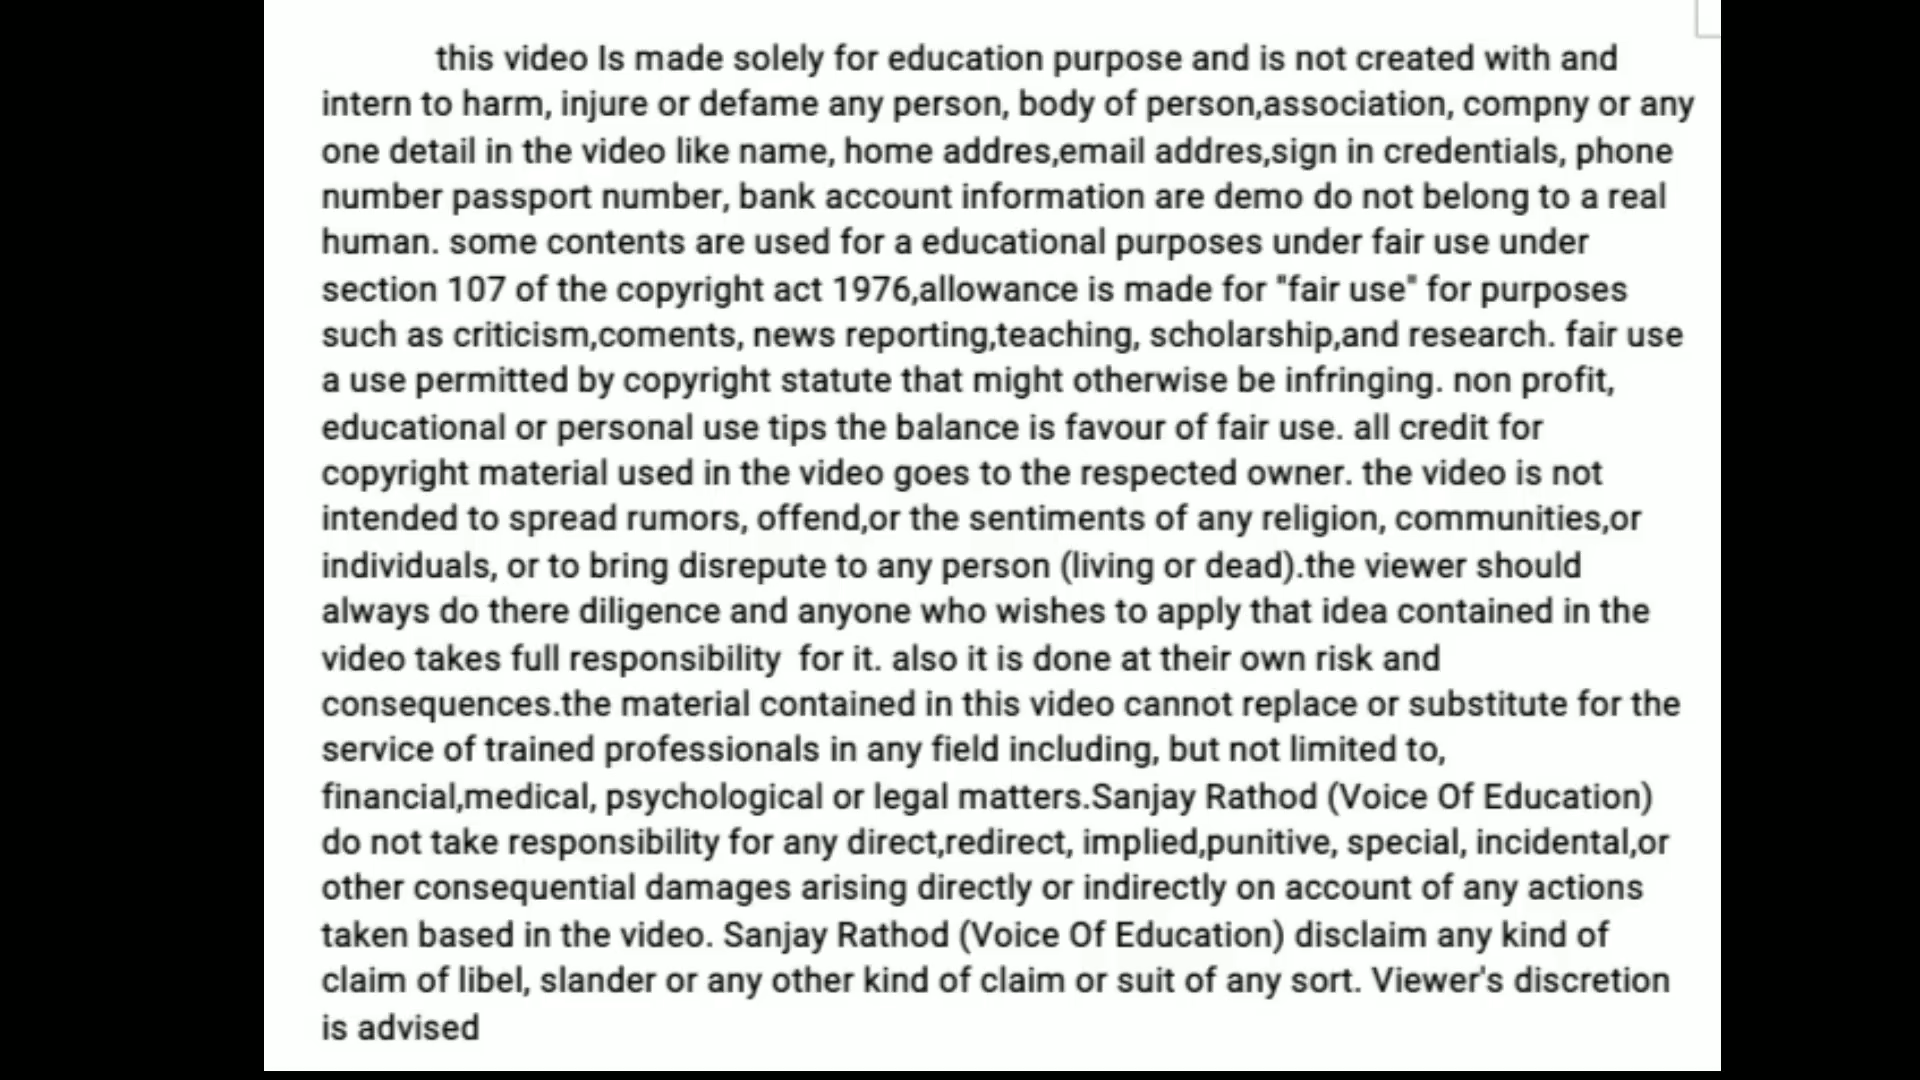 this video Is made solely for education purpose and is not created with and
intern to harm, injure or defame any person, body of person,association, compny or any
one detail in the video like name, home addres,email addres,sign in credentials, phone
number passport number, bank account information are demo do not belong to a real
human. some contents are used for a educational purposes under fair use under
section 107 of the copyright act 1976,allowance is made for "fair use" for purposes
such as criticism,coments, news reporting,teaching, scholarship,and research. fair use
a use permitted by copyright statute that might otherwise be infringing. non profit,
educational or personal use tips the balance is favour of fair use. all credit for
copyright material used in the video goes to the respected owner. the video is not
intended to spread rumors, offend,or the sentiments of any religion, communities,or
individuals, or to bring disrepute to any person (living or dead).the viewer should
always do there diligence and anyone who wishes to apply that idea contained in the
video takes full responsibility  for it. also it is done at their own risk and
consequences.the material contained in this video cannot replace or substitute for the
service of trained professionals in any field including, but not limited to,
financial,medical, psychological or legal matters.Sanjay Rathod (Voice Of Education)
do not take responsibility for any direct,redirect, implied,punitive, special, incidental,or
other consequential damages arising directly or indirectly on account of any actions
taken based in the video. Sanjay Rathod (Voice Of Education) disclaim any kind of
claim of libel, slander or any other kind of claim or suit of any sort. Viewer's discretion
is advised